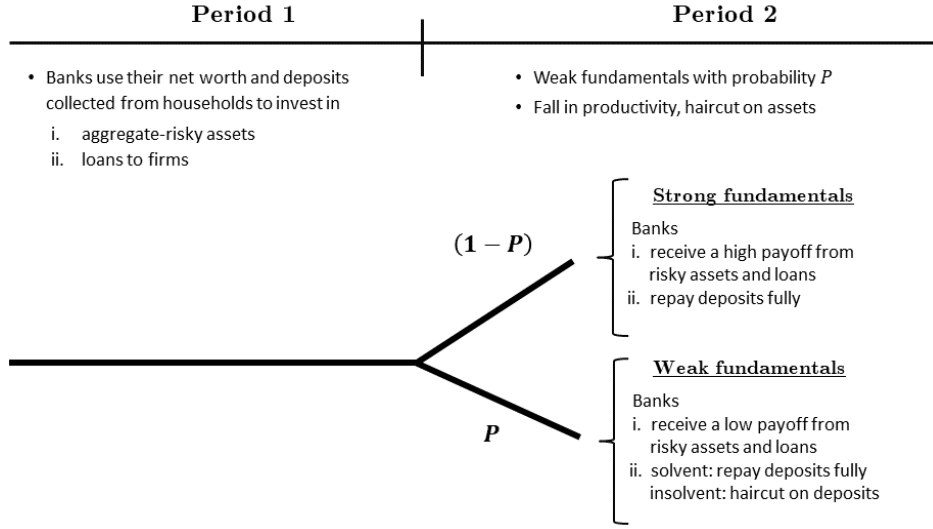 Period 1
Period 2
• Banks use their net worth and deposits
collected from households to invest in
i. aggregate-risky assets
ii. loans to firms
• Weak fundamentals with probability P
• Fall in productivity, haircut on assets
(1 − P)
Strong fundamentals
Banks
i. receive a high payoff from
risky assets and loans
ii. repay deposits fully
P
Weak fundamentals
Banks
i. receive a low payoff from
risky assets and loans
ii. solvent: repay deposits fully
insolvent: haircut on deposits